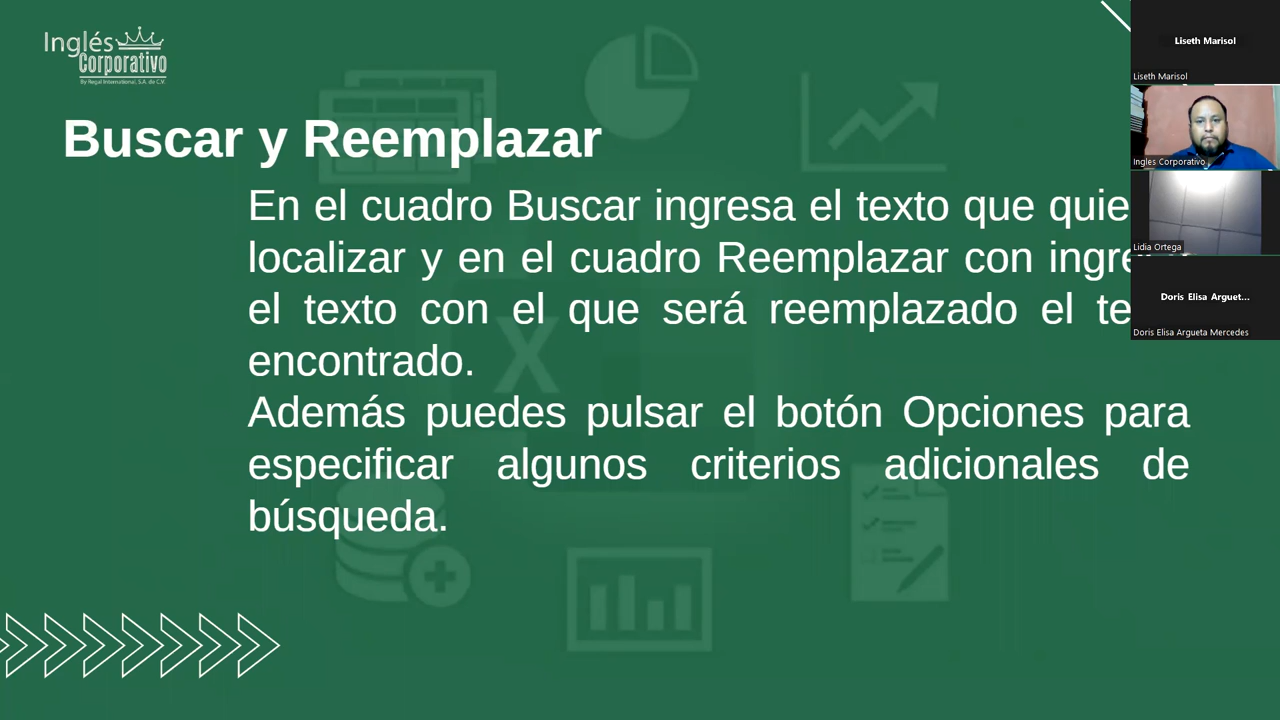 Inglés
Corporativo
By Regal International, S.A. de C.V.
Buscar y Reemplazar
En el cuadro Buscar ingresa el texto que
localizar y en el cuadro Reemplazar con
el texto con el que será reemplazado el
encontrado.
Además puedes pulsar el botón Opciones para
especificar algunos criterios adicionales de
búsqueda.
X
Liseth Marisol
Liseth Marisol
Ingles Corporativo
Lidia Ortega
Doris Elisa Arguet...
Doris Elisa Argueta Mercedes